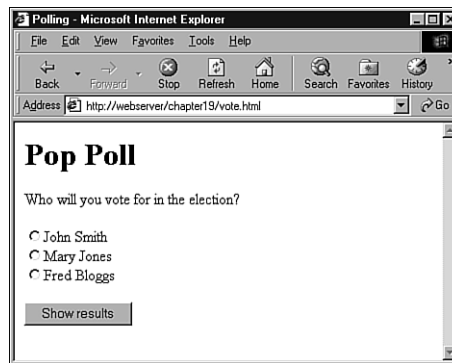 Polling - Microsoft Internet Explorer
File Edit View Favorites Tools Help
Back Forward Stop Refresh Home Search Favorites History »
Address http://webserver/chapter19/vote.html Go
Pop Poll
Who will you vote for in the election?
John Smith
Mary Jones
Fred Bloggs
Show results